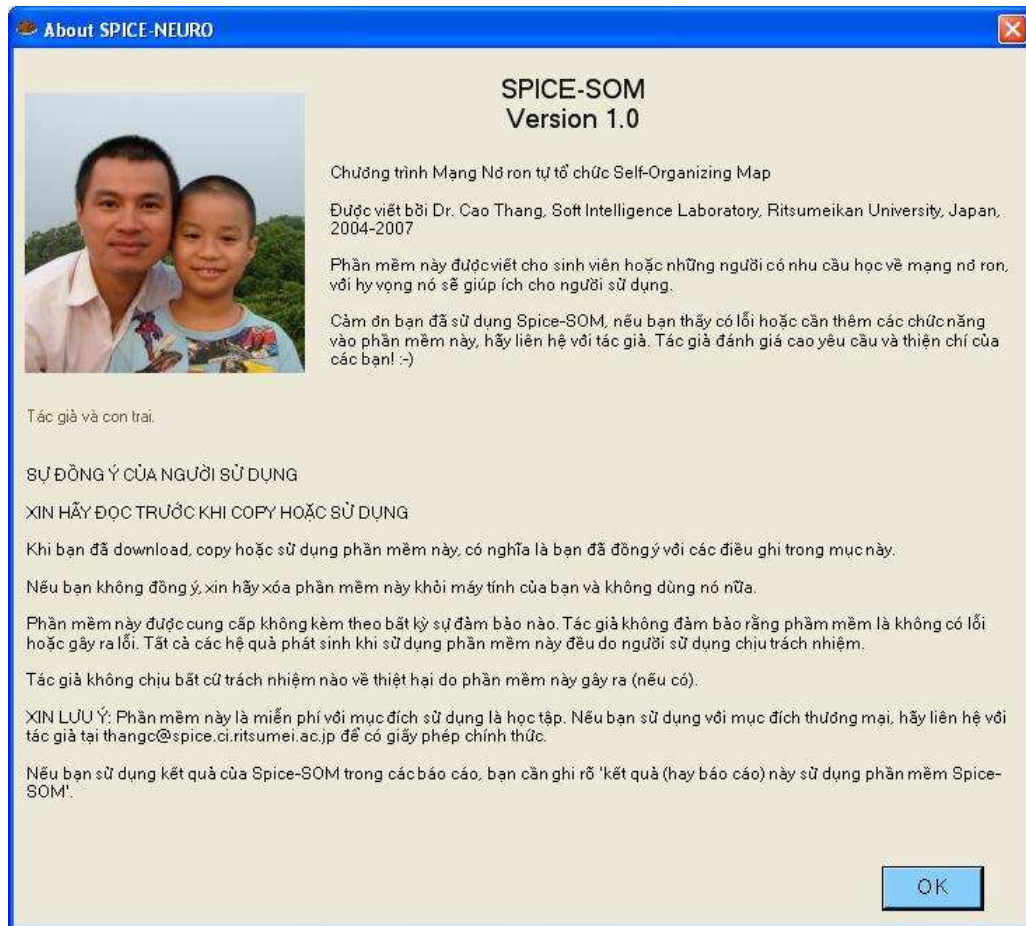 About SPICE-NEURO
SPICE-SOM
Version 1.0
Chương trình Mạng Nơ ron tự tổ chức Self-Organizing Map
Được viết bởi Dr. Cao Thang, Soft Intelligence Laboratory, Ritsumeikan University, Japan,
2004-2007
Phần mềm này được viết cho sinh viên hoặc những người có nhu cầu học về mạng nơ ron,
với hy vọng nó sẽ giúp ích cho người sử dụng.
Cảm ơn bạn đã sử dụng Spice-SOM, nếu bạn thấy có lỗi hoặc cần thêm các chức năng
vào phần mềm này, hãy liên hệ với tác giả. Tác giả đánh giá cao yêu cầu và thiện chí của
các bạn! :-)
Tác giả và con trai.
SỰ ĐỒNG Ý CỦA NGƯỜI SỬ DỤNG
XIN HÃY ĐỌC TRƯỚC KHI COPY HOẶC SỬ DỤNG
Khi bạn đã download, copy hoặc sử dụng phần mềm này, có nghĩa là bạn đã đồng ý với các điều ghi trong mục này.
Nếu bạn không đồng ý, xin hãy xóa phần mềm này khỏi máy tính của bạn và không dùng nó nữa.
Phần mềm này được cung cấp không kèm theo bất kỳ sự đảm bảo nào. Tác giả không đảm bảo rằng phầm mềm là không có lỗi
hoặc gây ra lỗi. Tất cả các hệ quả phát sinh khi sử dụng phần mềm này đều do người sử dụng chịu trách nhiệm.
Tác giả không chịu bất cứ trách nhiệm nào về thiệt hại do phần mềm này gây ra (nếu có).
XIN LƯU Ý: Phần mềm này là miễn phí với mục đích sử dụng là học tập. Nếu bạn sử dụng với mục đích thương mại, hãy liên hệ với
tác giả tại thangc@spice.ci.ritsumei.ac.jp để có giấy phép chính thức.
Nếu bạn sử dụng kết quả của Spice-SOM trong các báo cáo, bạn cần ghi rõ 'kết quả (hay báo cáo) này sử dụng phần mềm Spice-
SOM'.
OK